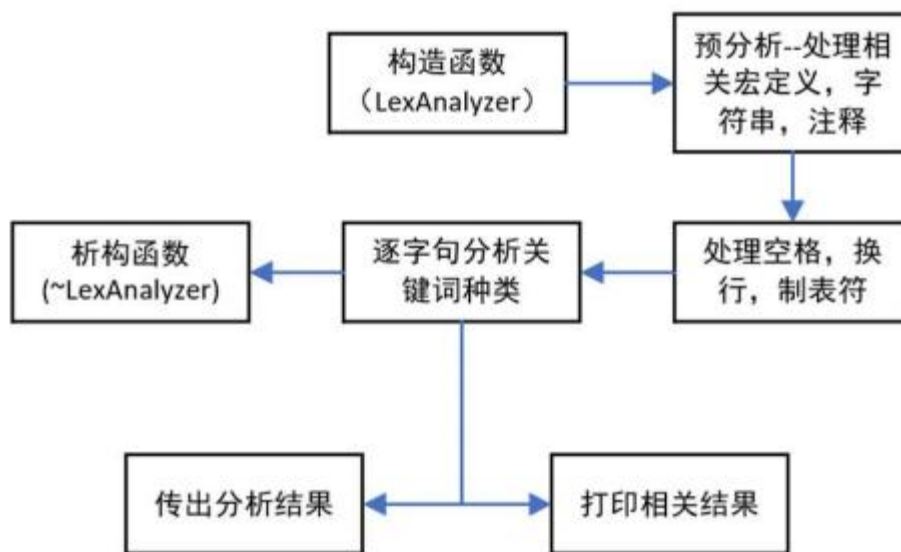 构造函数
（LexAnalyzer）
预分析--处理相
关宏定义，字
符串，注释
析构函数
(~LexAnalyzer)
逐字句分析关
键词种类
处理空格，换
行，制表符
传出分析结果
打印相关结果